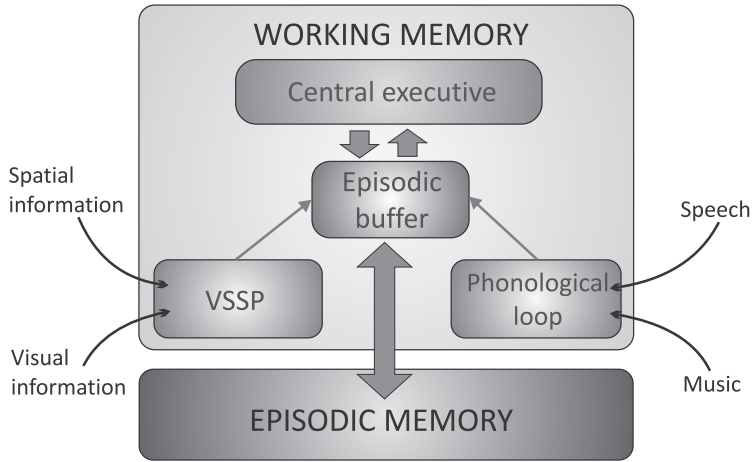 WORKING MEMORY
Central executive
Episodic
buffer
Spatial
information
Speech
VSSP
Phonological
loop
Visual
information
Music
EPISODIC MEMORY